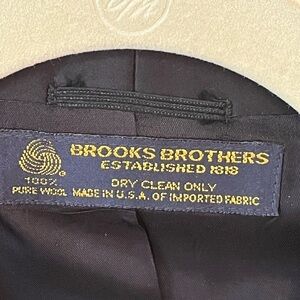 BROOKS BROTHERS
ESTABLISHED 1818
DRY CLEAN ONLY
100%
PURE WOOL MADE IN U.S.A. OF IMPORTED FABRIC